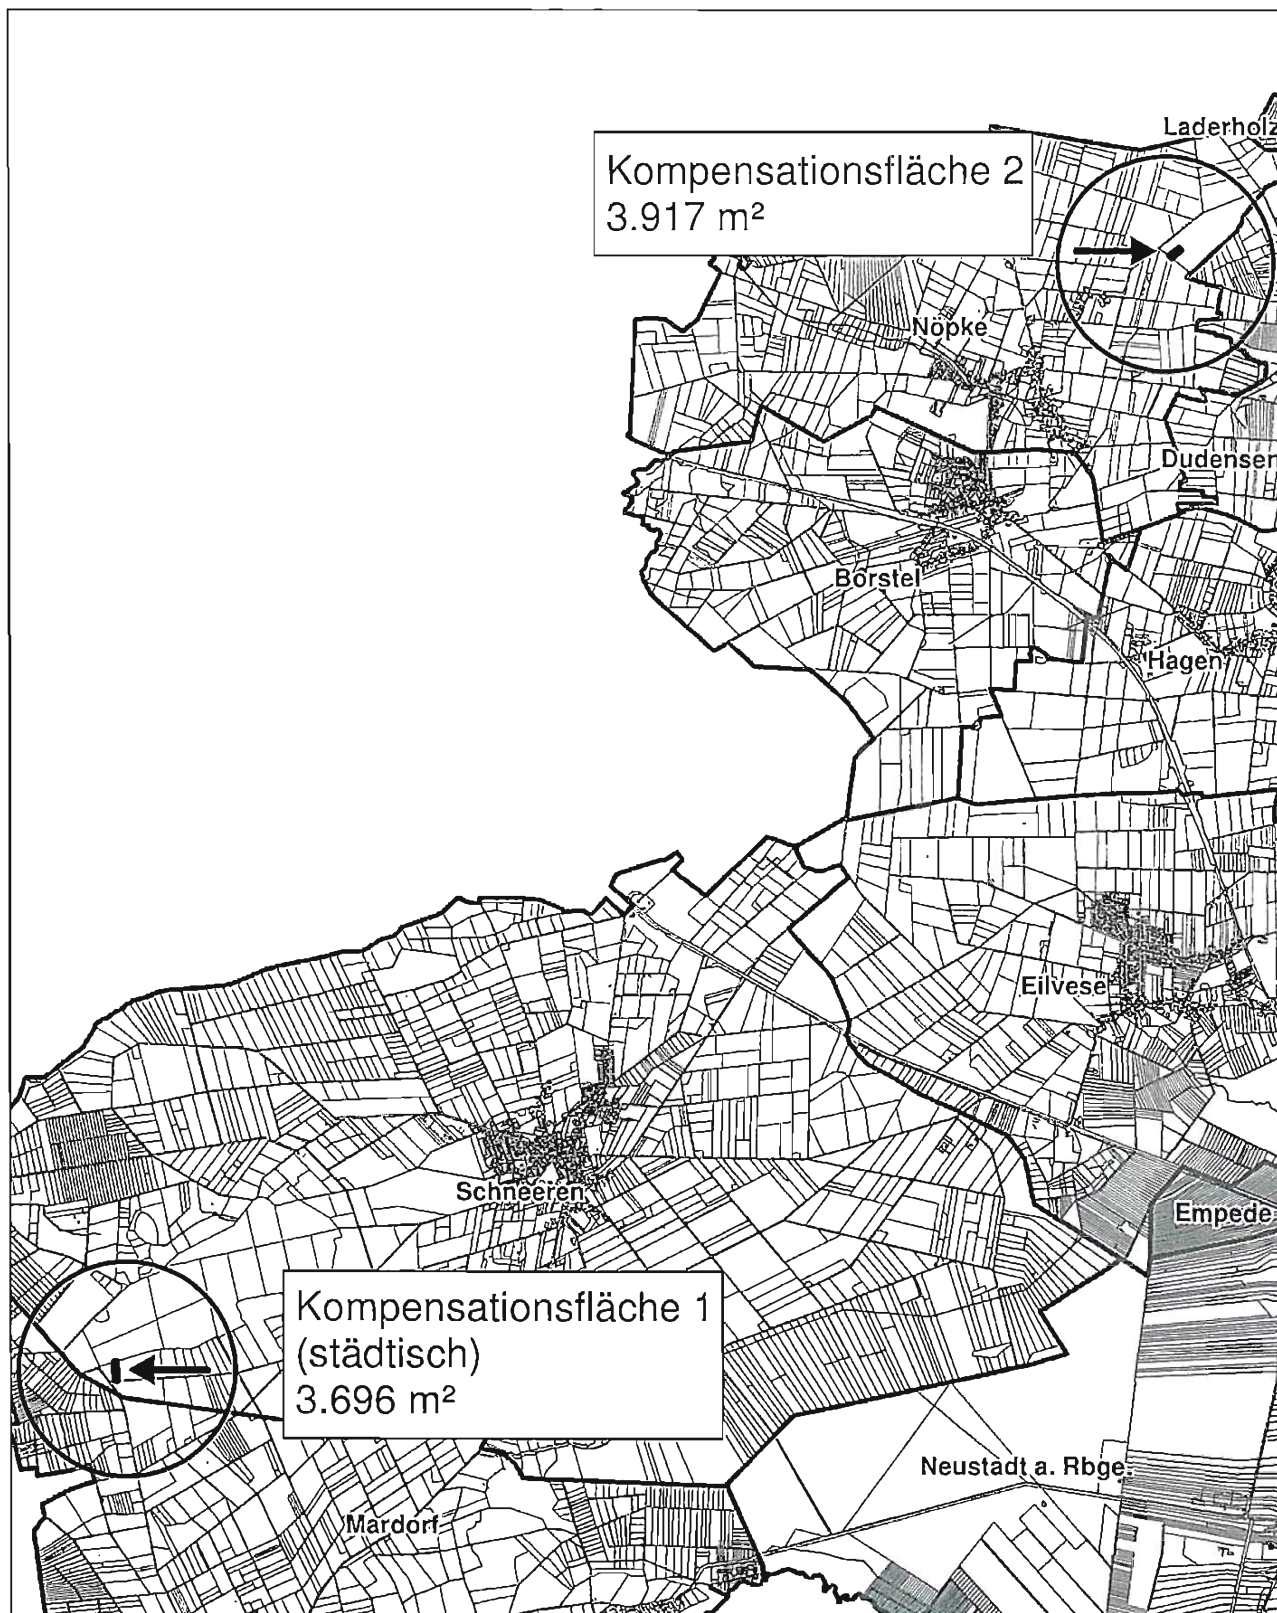 Laderholz
Kompensationsfläche 2
3.917 m²
Nöpke
Dudensen
Borstel
Hagen
Eilvese
Schneeren
Empede
Kompensationsfläche 1
(städtisch)
3.696 m²
Neustadt a. Rbge.
Mardorf